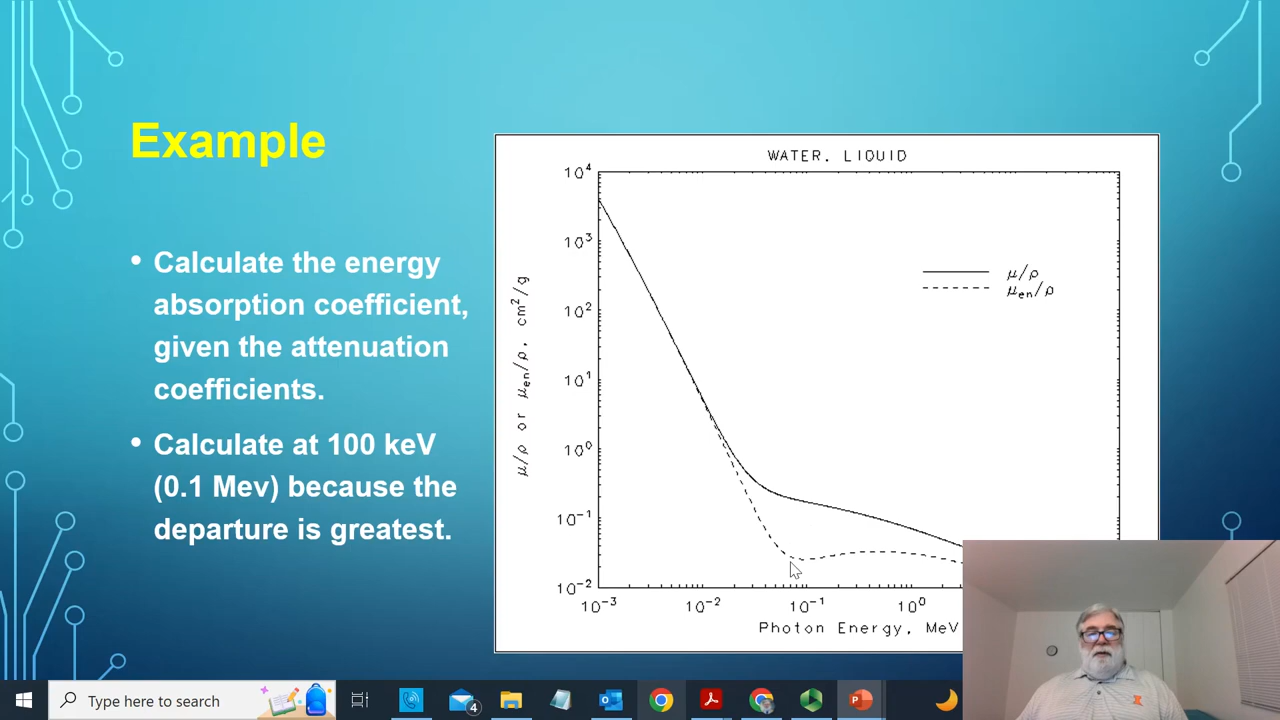 Example
• Calculate the energy
absorption coefficient,
given the attenuation
coefficients.
• Calculate at 100 keV
(0.1 Mev) because the
departure is greatest.
WATER. LIQUID
10⁴
10³
10²
10¹
10⁰
10⁻¹
10⁻²
μ/ρ or μₑₙ/ρ, cm²/g
μ/ρ
μₑₙ/ρ
10⁻³ 10⁻² 10⁻¹ 10⁰
Photon Energy, MeV
Type here to search
4